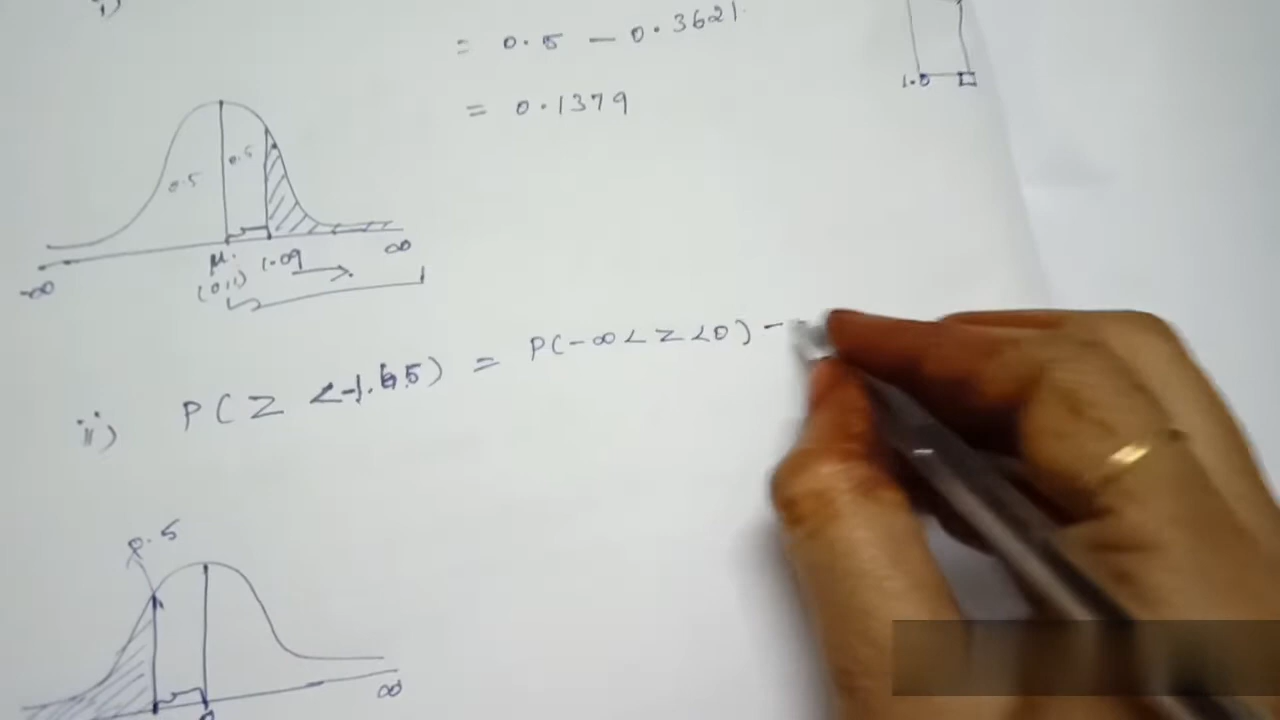 i)
= 0.5 - 0.3621
1.0
= 0.1379
0.5 0.5
-∞ μ. 1.09 ∞
(0,1)
ii) P(Z < -1.65) = P(-∞ < Z < 0) -
0.5
0 ∞